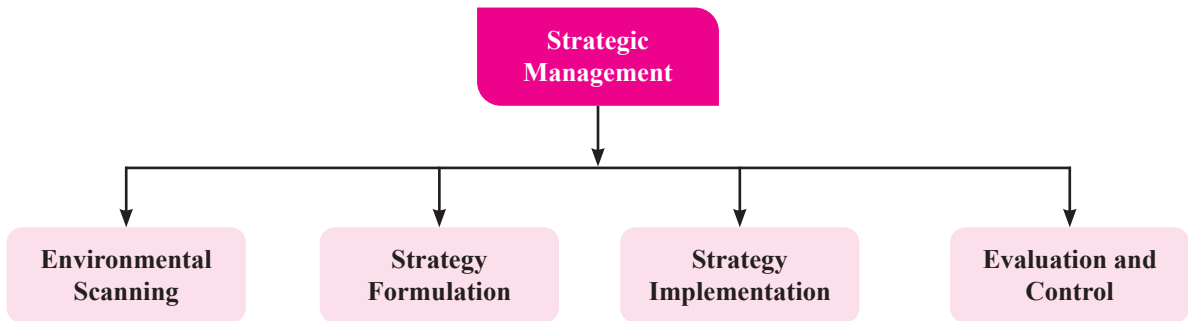 Strategic
Management
Environmental
Scanning
Strategy
Formulation
Strategy
Implementation
Evaluation and
Control